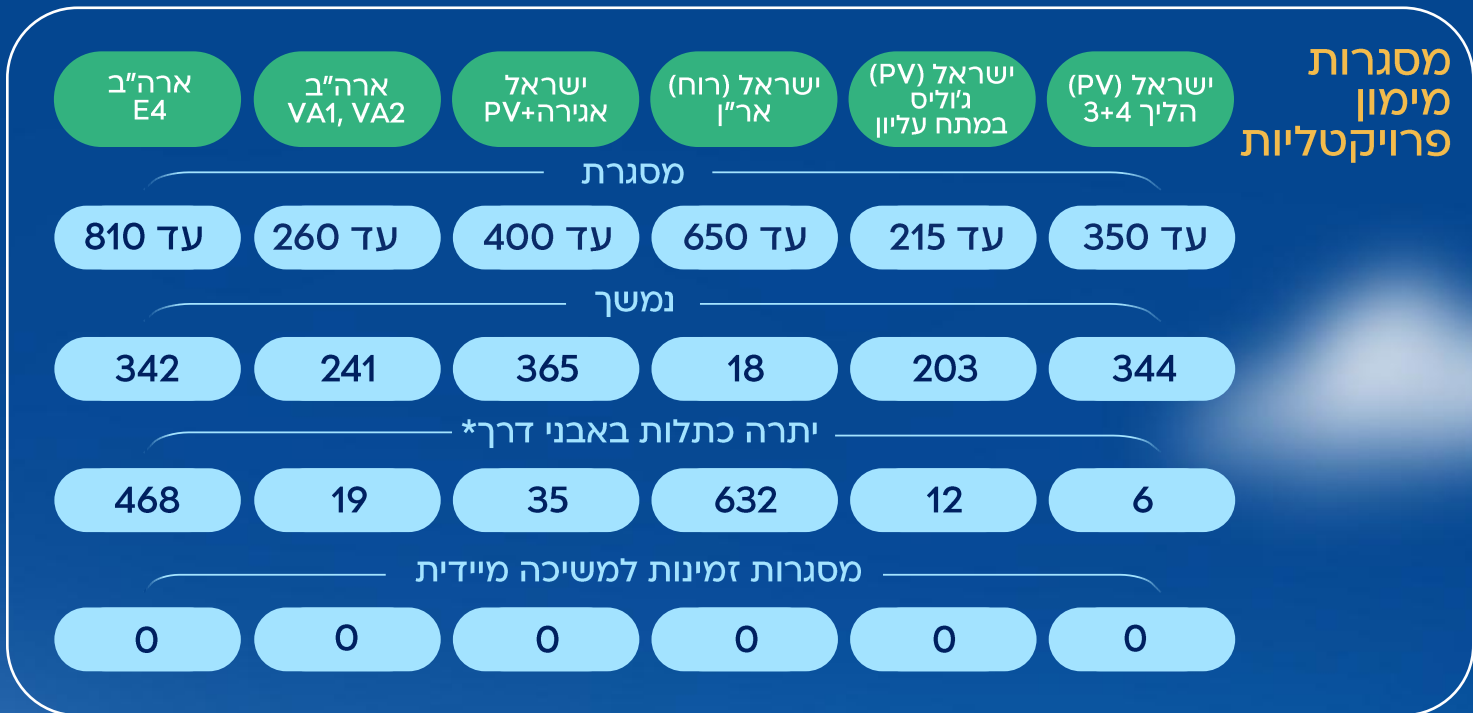 מסגרות
מימון
פרויקטליות
ישראל (PV)
הליך 3+4
ישראל (PV)
ג'וליס
במתח עליון
ישראל (רוח)
אר"ן
ישראל
אגירה+PV
ארה"ב
VA1, VA2
ארה"ב
E4
מסגרת
עד 350 עד 215 עד 650 עד 400 עד 260 עד 810
נמשך
344 203 18 365 241 342
יתרה כתלות באבני דרך*
6 12 632 35 19 468
מסגרות זמינות למשיכה מיידית
0 0 0 0 0 0